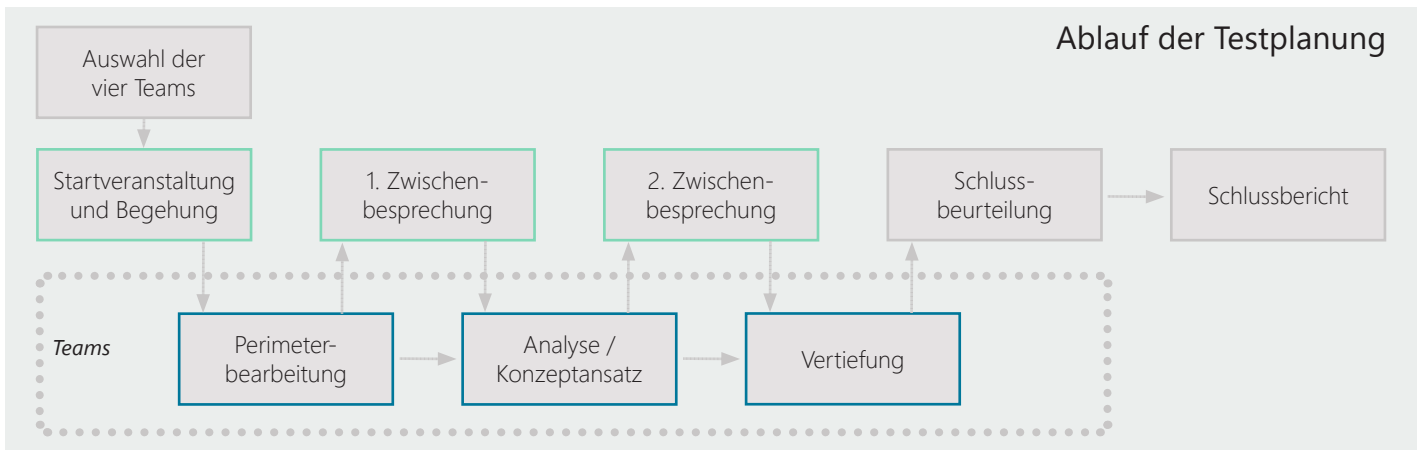 Ablauf der Testplanung
Auswahl der
vier Teams
Startveranstaltung
und Begehung
1. Zwischen-
besprechung
2. Zwischen-
besprechung
Schluss-
beurteilung
Schlussbericht
Teams
Perimeter-
bearbeitung
Analyse /
Konzeptansatz
Vertiefung